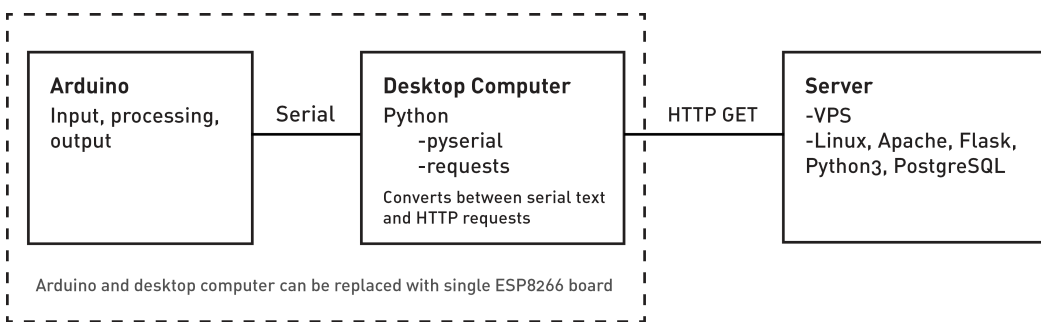 Arduino
Input, processing,
output
Serial
Desktop Computer
Python
-pyserial
-requests
Converts between serial text
and HTTP requests
HTTP GET
Server
-VPS
-Linux, Apache, Flask,
Python3, PostgreSQL
Arduino and desktop computer can be replaced with single ESP8266 board